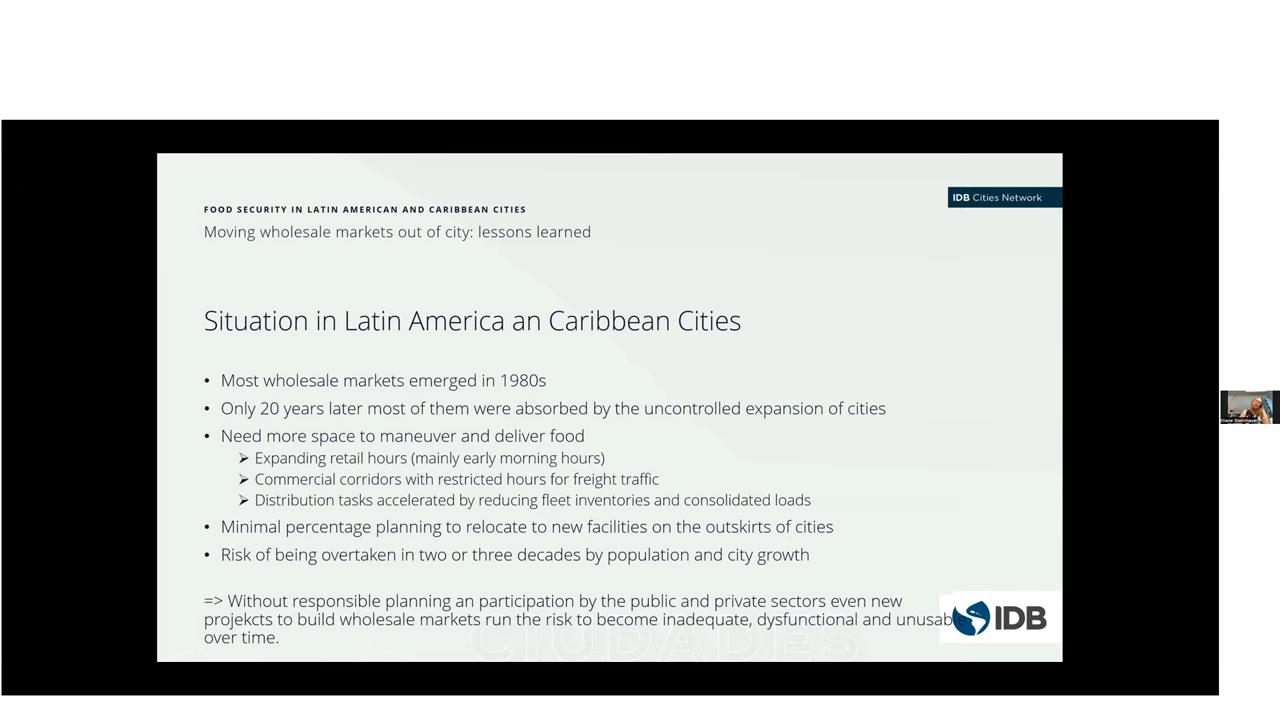 IDB Cities Network
FOOD SECURITY IN LATIN AMERICAN AND CARIBBEAN CITIES
Moving wholesale markets out of city: lessons learned
Situation in Latin America an Caribbean Cities
• Most wholesale markets emerged in 1980s
• Only 20 years later most of them were absorbed by the uncontrolled expansion of cities
• Need more space to maneuver and deliver food
➢ Expanding retail hours (mainly early morning hours)
➢ Commercial corridors with restricted hours for freight traffic
➢ Distribution tasks accelerated by reducing fleet inventories and consolidated loads
• Minimal percentage planning to relocate to new facilities on the outskirts of cities
• Risk of being overtaken in two or three decades by population and city growth
=> Without responsible planning an participation by the public and private sectors even new
projekcts to build wholesale markets run the risk to become inadequate, dysfunctional and unusable
over time.
IDB
CIUDADES